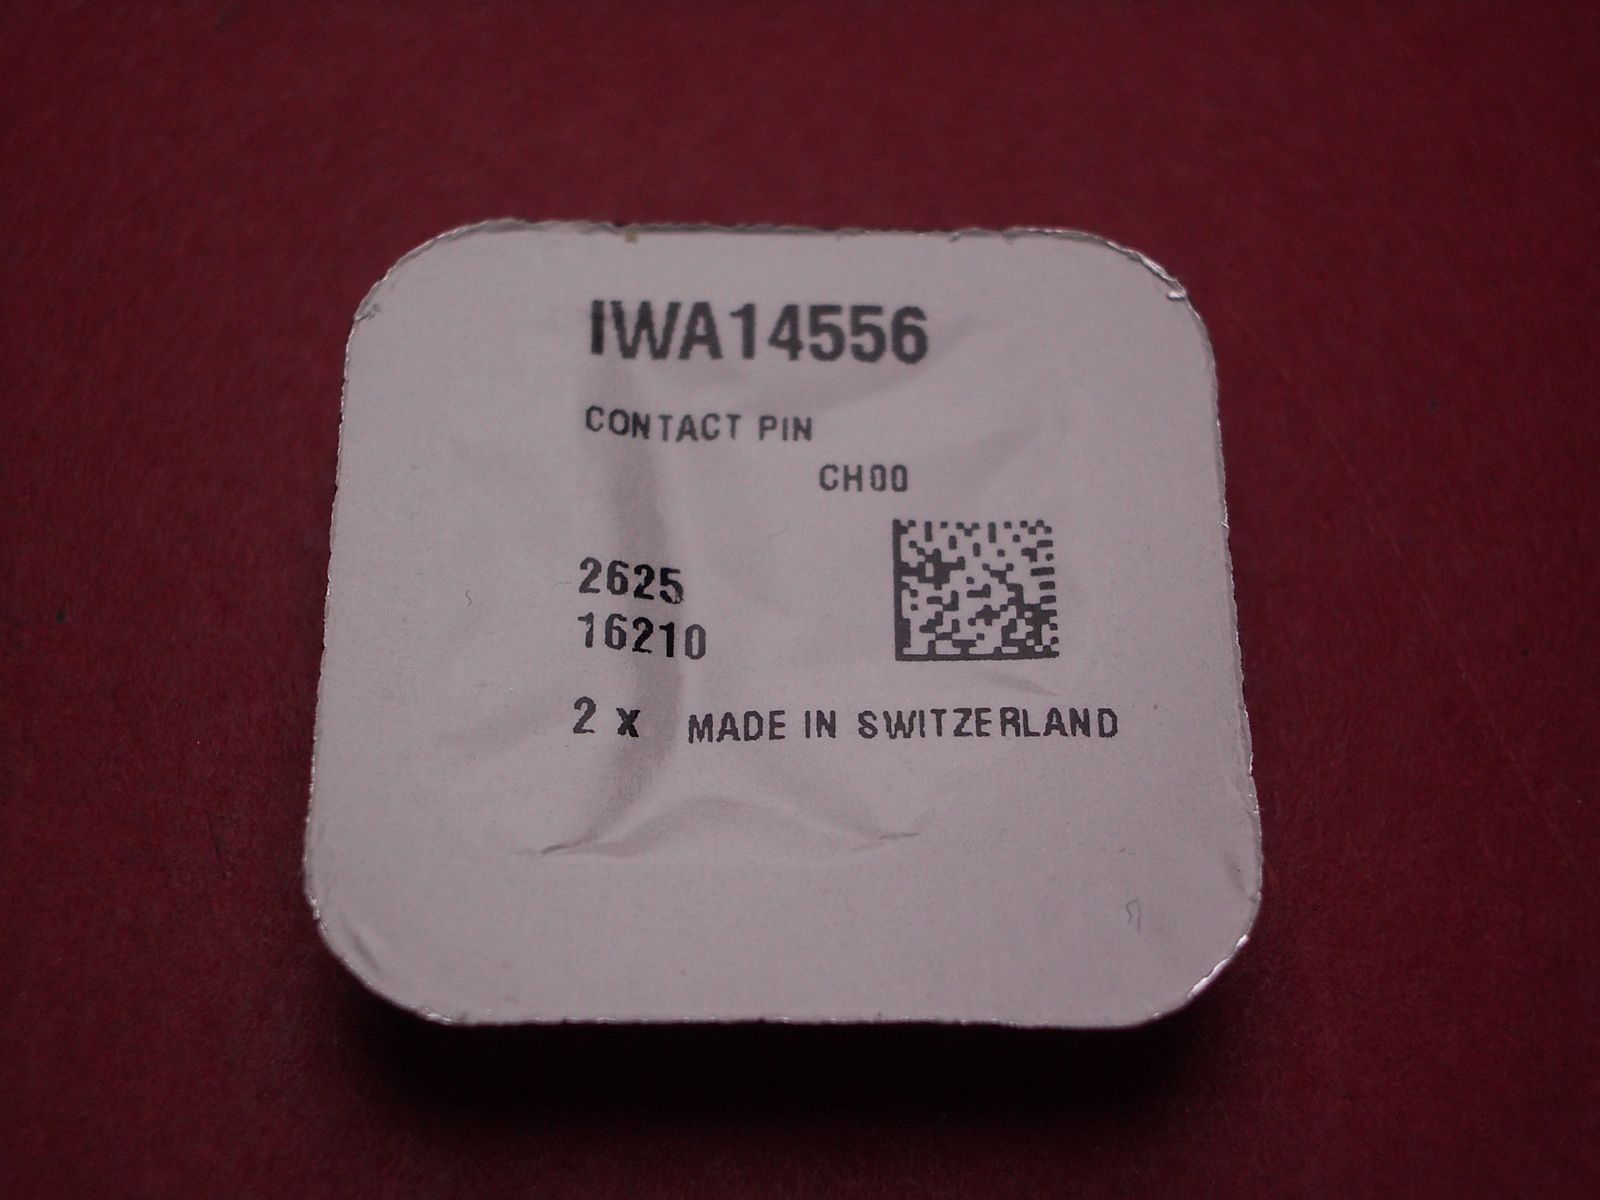 IWA14556
CONTACT PIN
CH00
2625
16210
2 x MADE IN SWITZERLAND